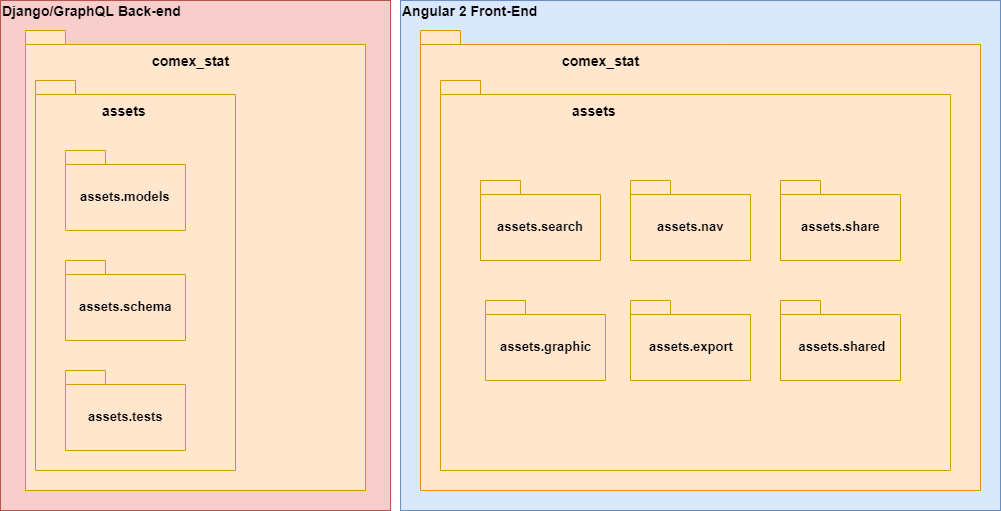 Django/GraphQL Back-end
comex_stat
assets
assets.models
assets.schema
assets.tests
Angular 2 Front-End
comex_stat
assets
assets.search
assets.nav
assets.share
assets.graphic
assets.export
assets.shared